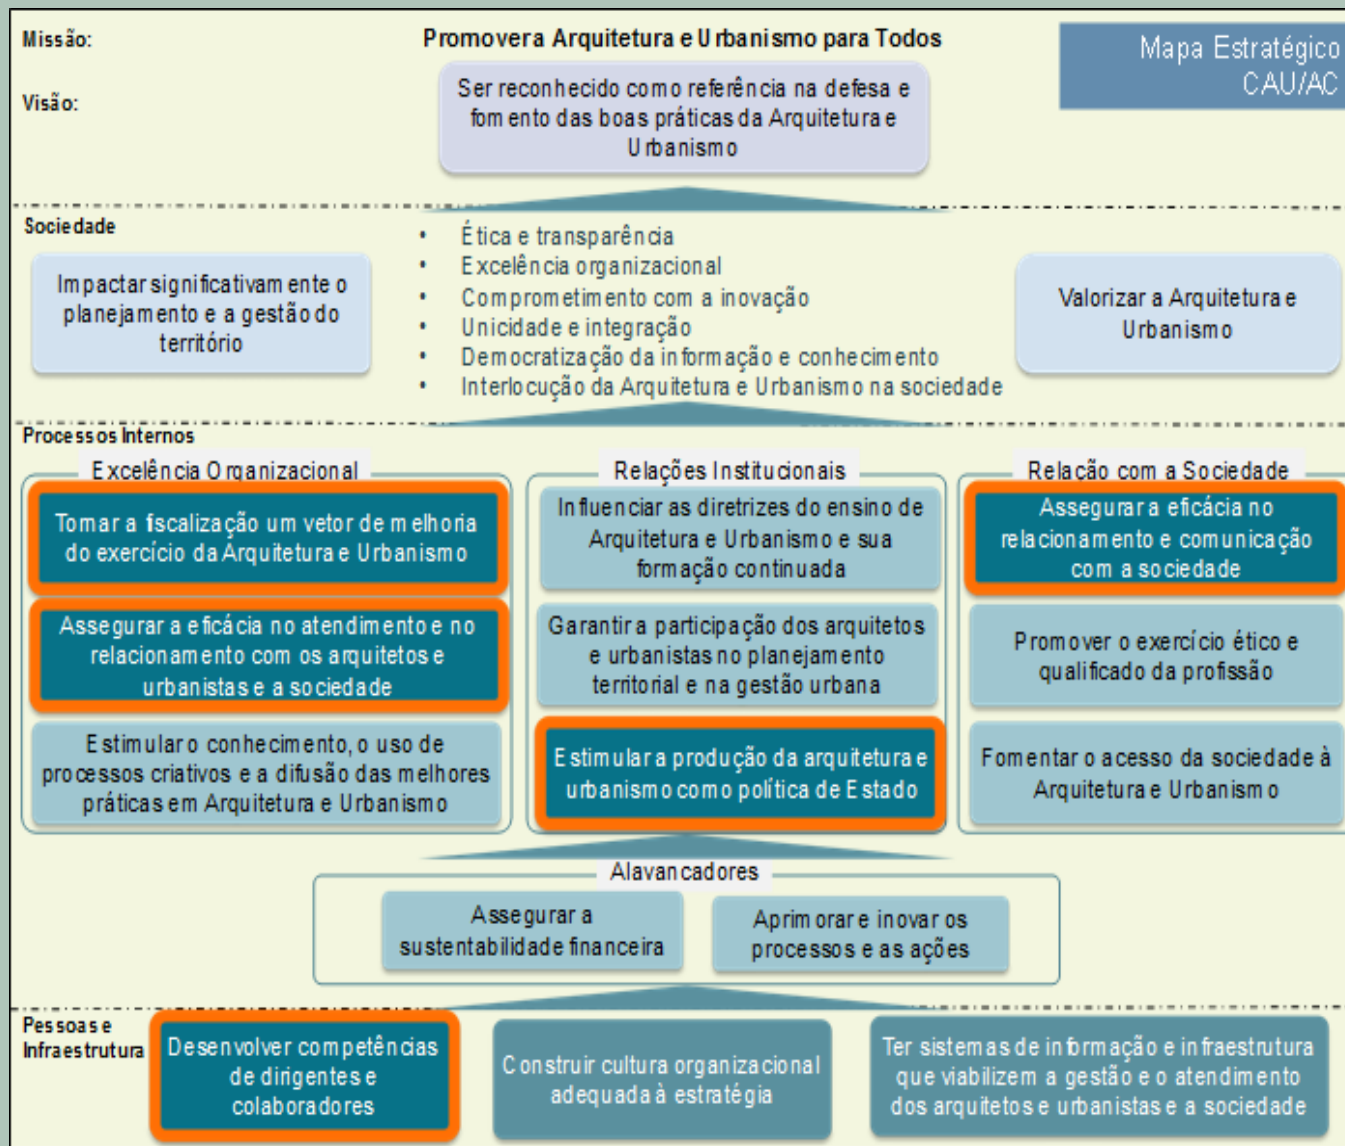 Missão:
Promover a Arquitetura e Urbanismo para Todos
Mapa Estratégico
CAU/AC
Visão:
Ser reconhecido como referência na defesa e
fomento das boas práticas da Arquitetura e
Urbanismo
Sociedade
Impactar significativamente o
planejamento e a gestão do
território
• Ética e transparência
• Excelência organizacional
• Comprometimento com a inovação
• Unicidade e integração
• Democratização da informação e conhecimento
• Interlocução da Arquitetura e Urbanismo na sociedade
Valorizar a Arquitetura e
Urbanismo
Processos Internos
Excelência Organizacional
Tornar a fiscalização um vetor de melhoria
do exercício da Arquitetura e Urbanismo
Assegurar a eficácia no atendimento e no
relacionamento com os arquitetos e
urbanistas e a sociedade
Estimular o conhecimento, o uso de
processos criativos e a difusão das melhores
práticas em Arquitetura e Urbanismo
Relações Institucionais
Influenciar as diretrizes do ensino de
Arquitetura e Urbanismo e sua
formação continuada
Garantir a participação dos arquitetos
e urbanistas no planejamento
territorial e na gestão urbana
Estimular a produção da arquitetura e
urbanismo como política de Estado
Relação com a Sociedade
Assegurar a eficácia no
relacionamento e comunicação
com a sociedade
Promover o exercício ético e
qualificado da profissão
Fomentar o acesso da sociedade à
Arquitetura e Urbanismo
Alavancadores
Assegurar a
sustentabilidade financeira
Aprimorar e inovar os
processos e as ações
Pessoas e
Infraestrutura
Desenvolver competências
de dirigentes e
colaboradores
Construir cultura organizacional
adequada à estratégia
Ter sistemas de informação e infraestrutura
que viabilizem a gestão e o atendimento
dos arquitetos e urbanistas e a sociedade